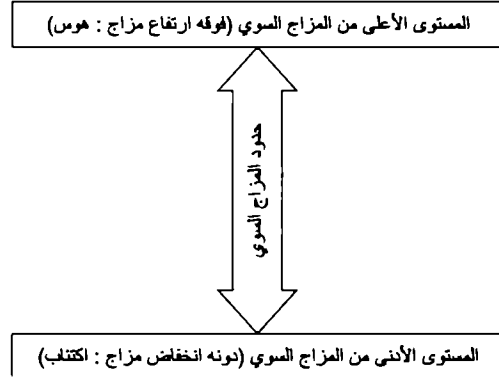 المستوى الأعلى من المزاج السوي (فوقه ارتفاع مزاج : هوس)
حدود المزاج السوي
المستوى الأدنى من المزاج السوي (دونه انخفاض مزاج : اكتئاب)